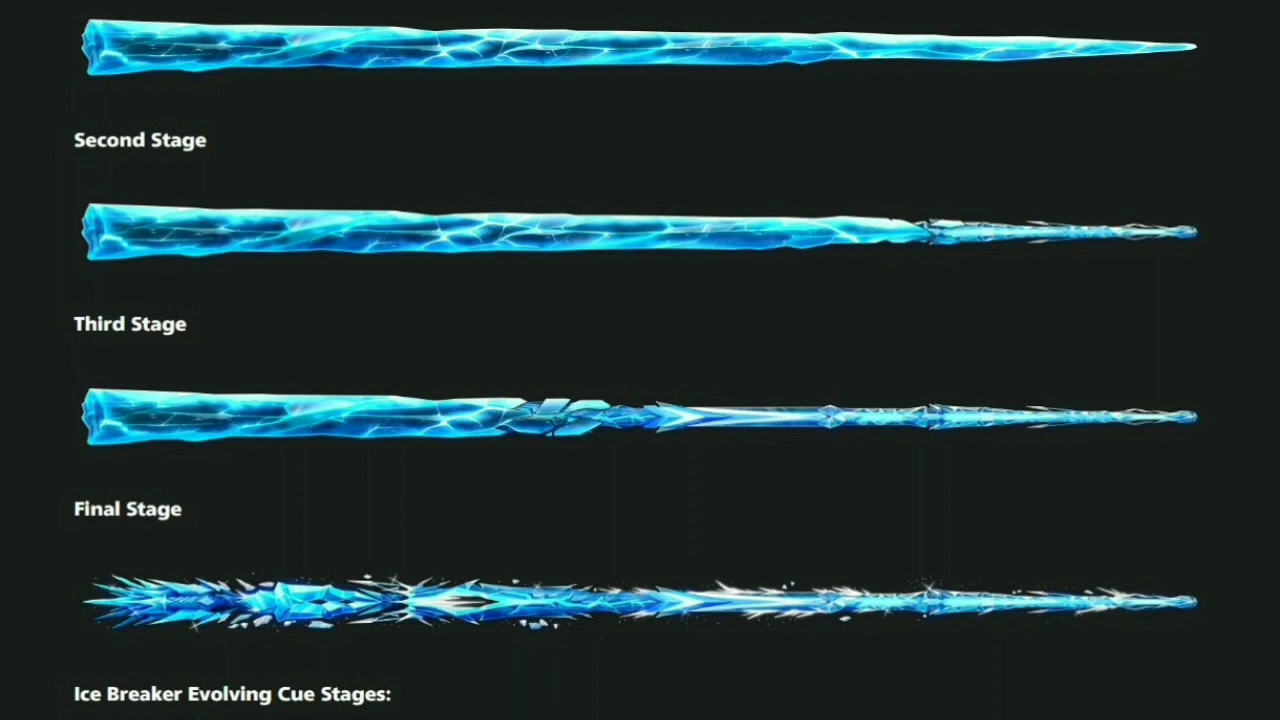 Second Stage
Third Stage
Final Stage
Ice Breaker Evolving Cue Stages: